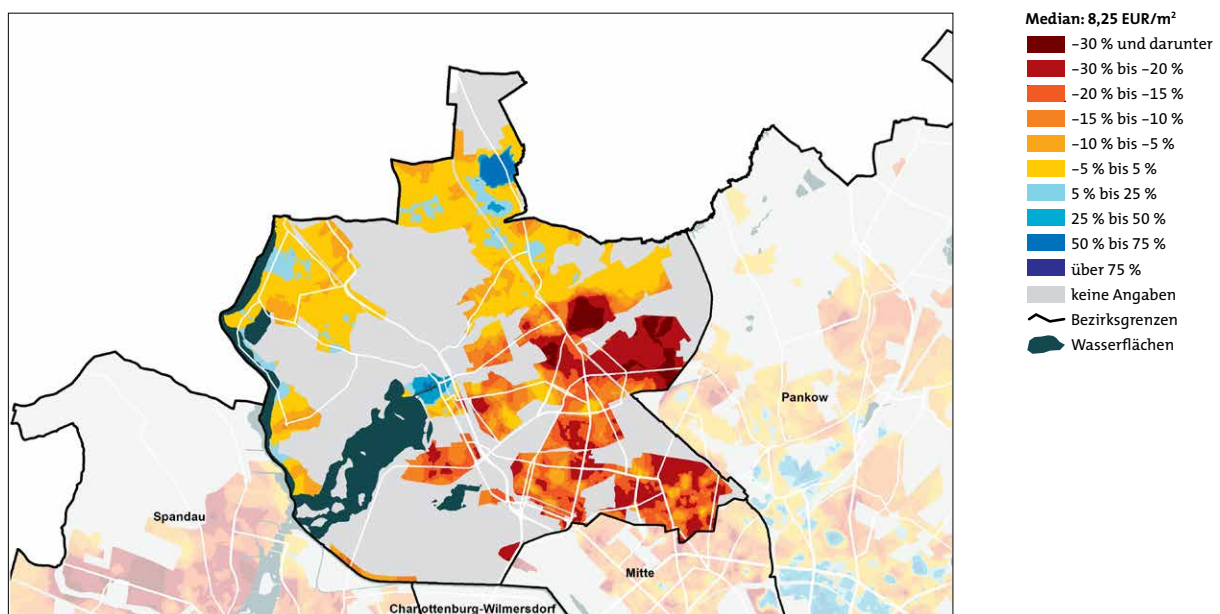 Median: 8,25 EUR/m²
–30 % und darunter
–30 % bis –20 %
–20 % bis –15 %
–15 % bis –10 %
–10 % bis –5 %
–5 % bis 5 %
5 % bis 25 %
25 % bis 50 %
50 % bis 75 %
über 75 %
keine Angaben
Bezirksgrenzen
Wasserflächen
Pankow
Spandau
Mitte
Charlottenburg-Wilmersdorf